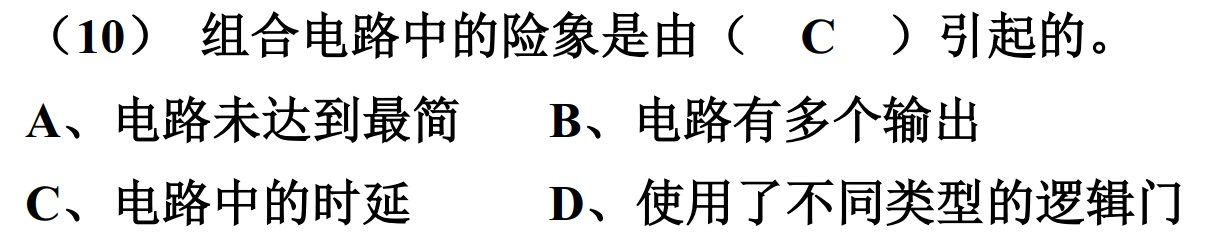 （10） 组合电路中的险象是由（ C ）引起的。
A、电路未达到最简 B、电路有多个输出
C、电路中的时延 D、使用了不同类型的逻辑门